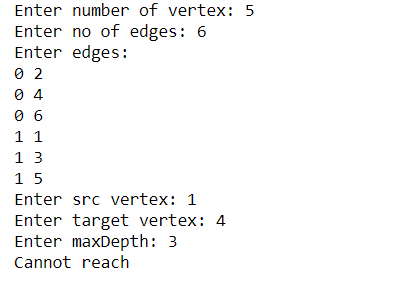 Enter number of vertex: 5
Enter no of edges: 6
Enter edges:
0 2
0 4
0 6
1 1
1 3
1 5
Enter src vertex: 1
Enter target vertex: 4
Enter maxDepth: 3
Cannot reach